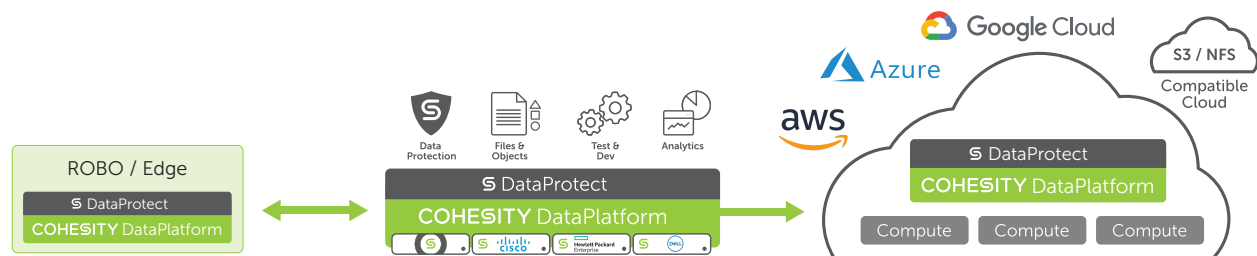 ROBO / Edge
S DataProtect
COHESITY DataPlatform
Data
Protection
Files &
Objects
Test &
Dev
Analytics
S DataProtect
COHESITY DataPlatform
S
S CISCO
S Hewlett Packard
Enterprise
S DELL
aws
Azure
Google Cloud
S3 / NFS
Compatible
Cloud
S DataProtect
COHESITY DataPlatform
Compute Compute Compute